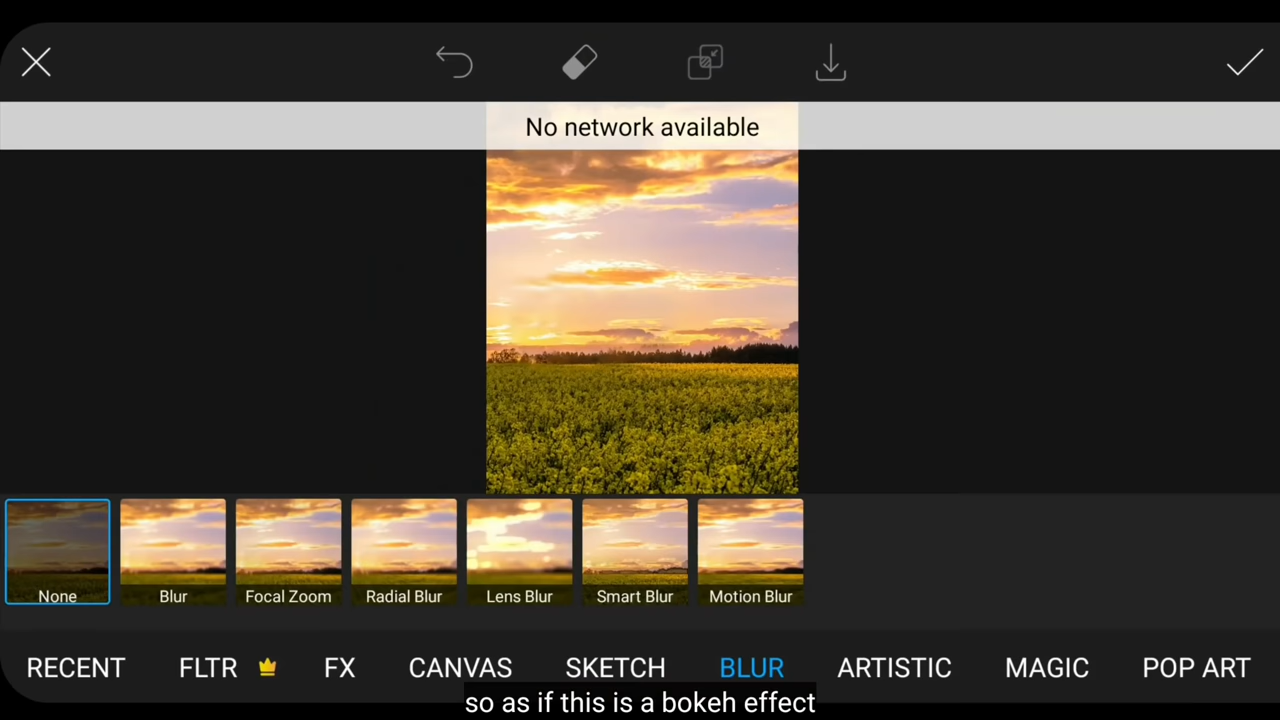 No network available
None
Blur
Focal Zoom
Radial Blur
Lens Blur
Smart Blur
Motion Blur
RECENT
FLTR
FX
CANVAS
SKETCH
BLUR
ARTISTIC
MAGIC
POP ART
so as if this is a bokeh effect